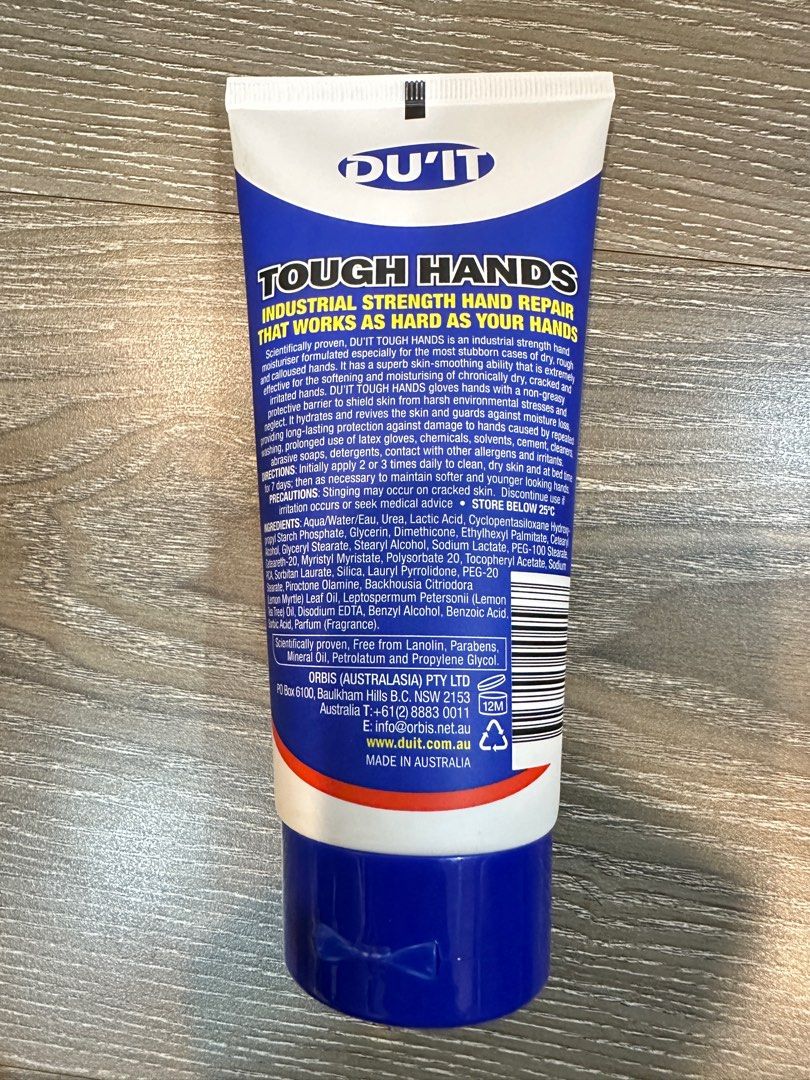 DU'IT
TOUGH HANDS
INDUSTRIAL STRENGTH HAND REPAIR
THAT WORKS AS HARD AS YOUR HANDS
Scientifically proven, DU'IT TOUGH HANDS is an industrial strength hand
moisturiser formulated especially for the most stubborn cases of dry, rough
and calloused hands. It has a superb skin-smoothing ability that is extremely
effective for the softening and moisturising of chronically dry, cracked and
irritated hands. DU'IT TOUGH HANDS gloves hands with a non-greasy
protective barrier to shield skin from harsh environmental stresses and
neglect. It hydrates and revives the skin and guards against moisture loss,
providing long-lasting protection against damage to hands caused by repeated
washing, prolonged use of latex gloves, chemicals, solvents, cement, cleaners,
abrasive soaps, detergents, contact with other allergens and irritants.
DIRECTIONS: Initially apply 2 or 3 times daily to clean, dry skin and at bed time
for 7 days; then as necessary to maintain softer and younger looking hands.
PRECAUTIONS: Stinging may occur on cracked skin. Discontinue use if
irritation occurs or seek medical advice • STORE BELOW 25°C
INGREDIENTS: Aqua/Water/Eau, Urea, Lactic Acid, Cyclopentasiloxane Hydroxy-
propyl Starch Phosphate, Glycerin, Dimethicone, Ethylhexyl Palmitate, Cetearyl
Alcohol, Glyceryl Stearate, Stearyl Alcohol, Sodium Lactate, PEG-100 Stearate,
Ceteareth-20, Myristyl Myristate, Polysorbate 20, Tocopheryl Acetate, Sodium
PCA, Sorbitan Laurate, Silica, Lauryl Pyrrolidone, PEG-20
Stearate, Piroctone Olamine, Backhousia Citriodora
(Lemon Myrtle) Leaf Oil, Leptospermum Petersonii (Lemon
Tea Tree) Oil, Disodium EDTA, Benzyl Alcohol, Benzoic Acid,
Sorbic Acid, Parfum (Fragrance).
Scientifically proven, Free from Lanolin, Parabens,
Mineral Oil, Petrolatum and Propylene Glycol.
ORBIS (AUSTRALASIA) PTY LTD
PO Box 6100, Baulkham Hills B.C. NSW 2153
Australia T:+61(2) 8883 0011
E: info@orbis.net.au
www.duit.com.au
MADE IN AUSTRALIA
12M